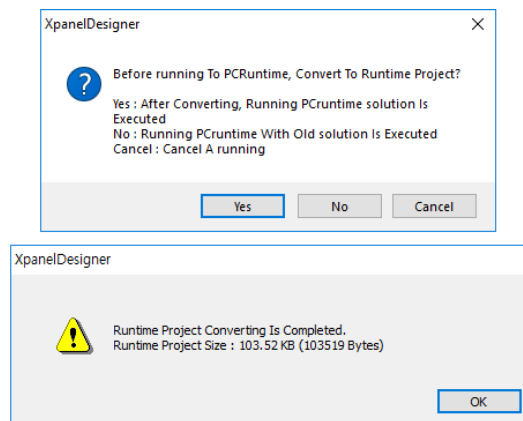 XpanelDesigner
Before running To PCRuntime, Convert To Runtime Project?
Yes : After Converting, Running PCruntime solution Is
Executed
No : Running PCruntime With Old solution Is Executed
Cancel : Cancel A running
Yes No Cancel
XpanelDesigner
Runtime Project Converting Is Completed.
Runtime Project Size : 103.52 KB (103519 Bytes)
OK